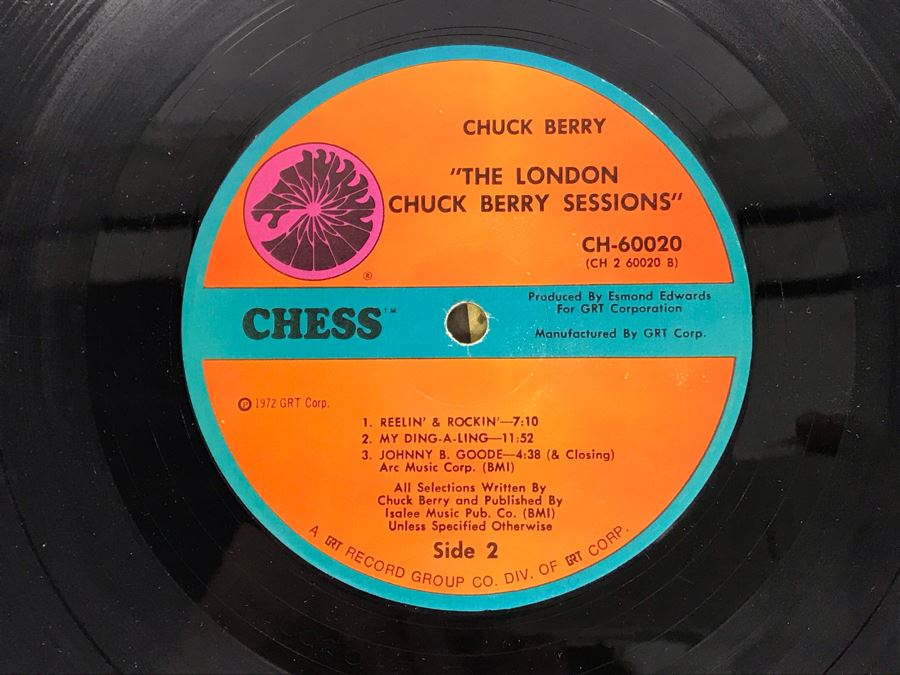 CHUCK BERRY
"THE LONDON
CHUCK BERRY SESSIONS"
CH-60020
(CH 2 60020 B)
®
CHESS™
Produced By Esmond Edwards
For GRT Corporation
Manufactured By GRT Corp.
℗ 1972 GRT Corp.
1. REELIN' & ROCKIN'—7:10
2. MY DING-A-LING—11:52
3. JOHNNY B. GOODE—4:38 (& Closing)
Arc Music Corp. (BMI)
All Selections Written By
Chuck Berry and Published By
Isalee Music Pub. Co. (BMI)
Unless Specified Otherwise
Side 2
A GRT RECORD GROUP CO. DIV. OF GRT CORP.